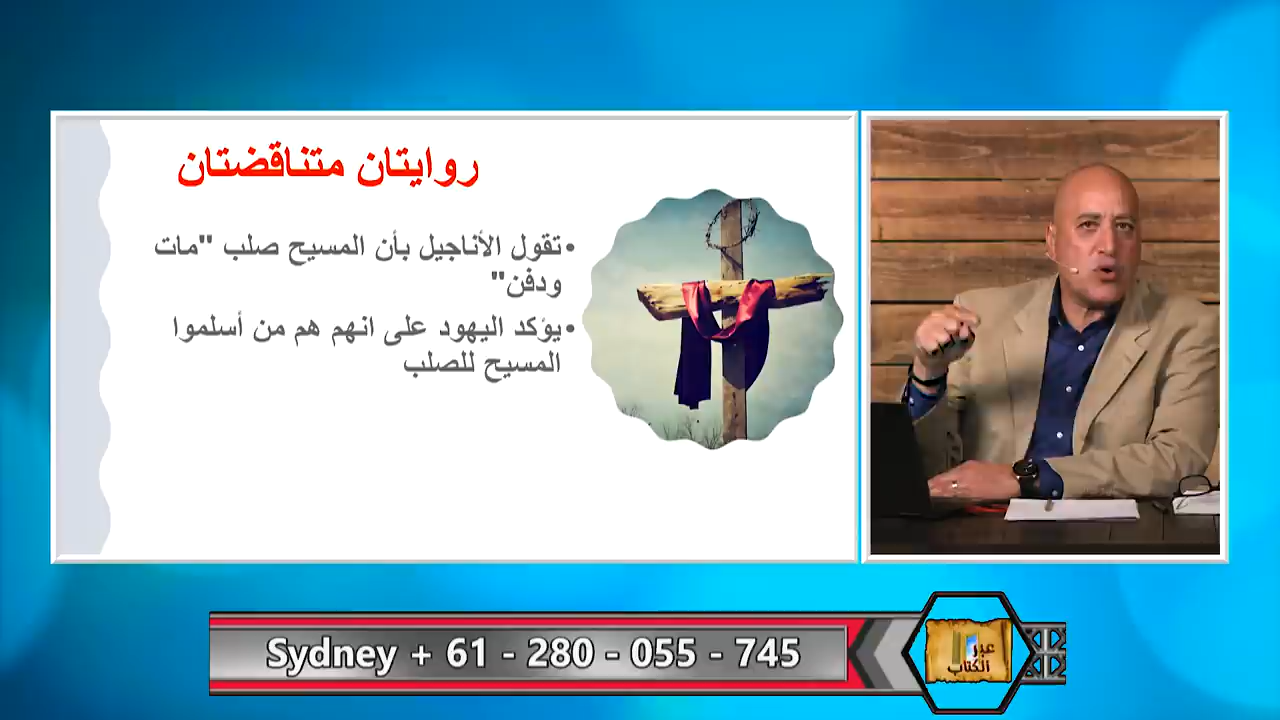 روايتان متناقضتان
•تقول الأناجيل بأن المسيح صلب "مات
ودفن"
•يؤكد اليهود على انهم هم من أسلموا
المسيح للصلب
Sydney + 61 - 280 - 055 - 745
عبر
الكتاب